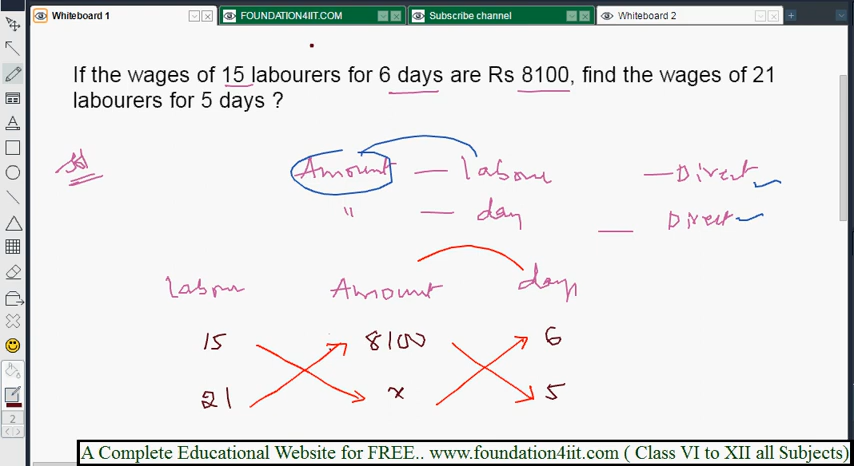 Whiteboard 1 FOUNDATION4IIT.COM Subscribe channel Whiteboard 2
If the wages of 15 labourers for 6 days are Rs 8100, find the wages of 21
labourers for 5 days ?
Amount — labour — Direct
" — day — Direct
labour Amount days
15 8100 6
21 x 5
2
A Complete Educational Website for FREE.. www.foundation4iit.com ( Class VI to XII all Subjects)